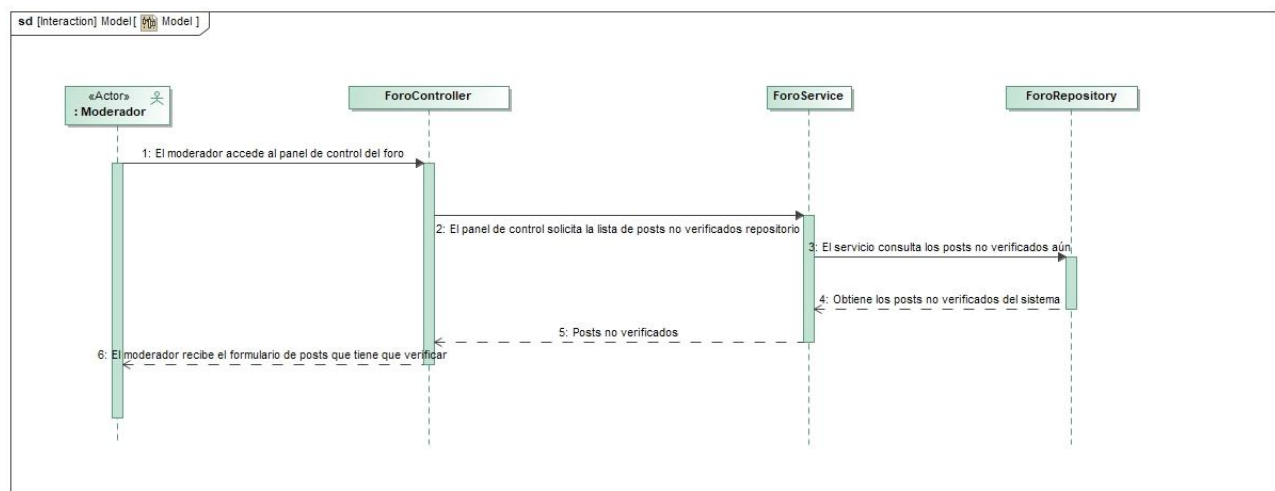 sd [Interaction] Model[ Model ]
«Actor»
: Moderador
ForoController
ForoService
ForoRepository
1: El moderador accede al panel de control del foro
2: El panel de control solicita la lista de posts no verificados repositorio
3: El servicio consulta los posts no verificados aún
4: Obtiene los posts no verificados del sistema
5: Posts no verificados
6: El moderador recibe el formulario de posts que tiene que verificar